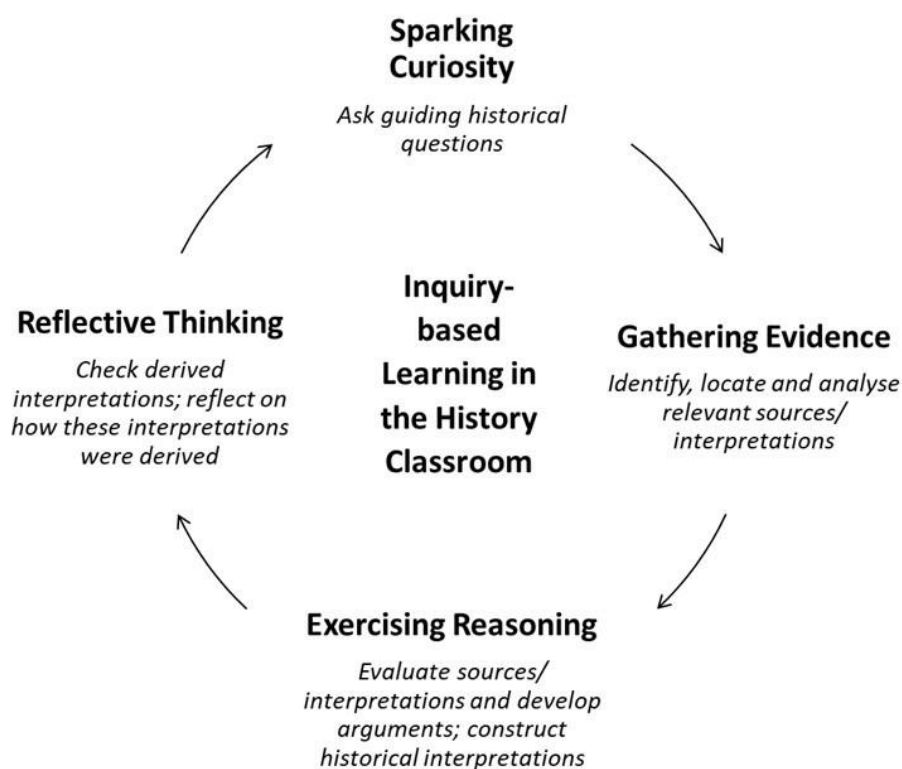 Sparking
Curiosity
Ask guiding historical
questions
Gathering Evidence
Identify, locate and analyse
relevant sources/
interpretations
Exercising Reasoning
Evaluate sources/
interpretations and develop
arguments; construct
historical interpretations
Reflective Thinking
Check derived
interpretations; reflect on
how these interpretations
were derived
Inquiry-
based
Learning in
the History
Classroom